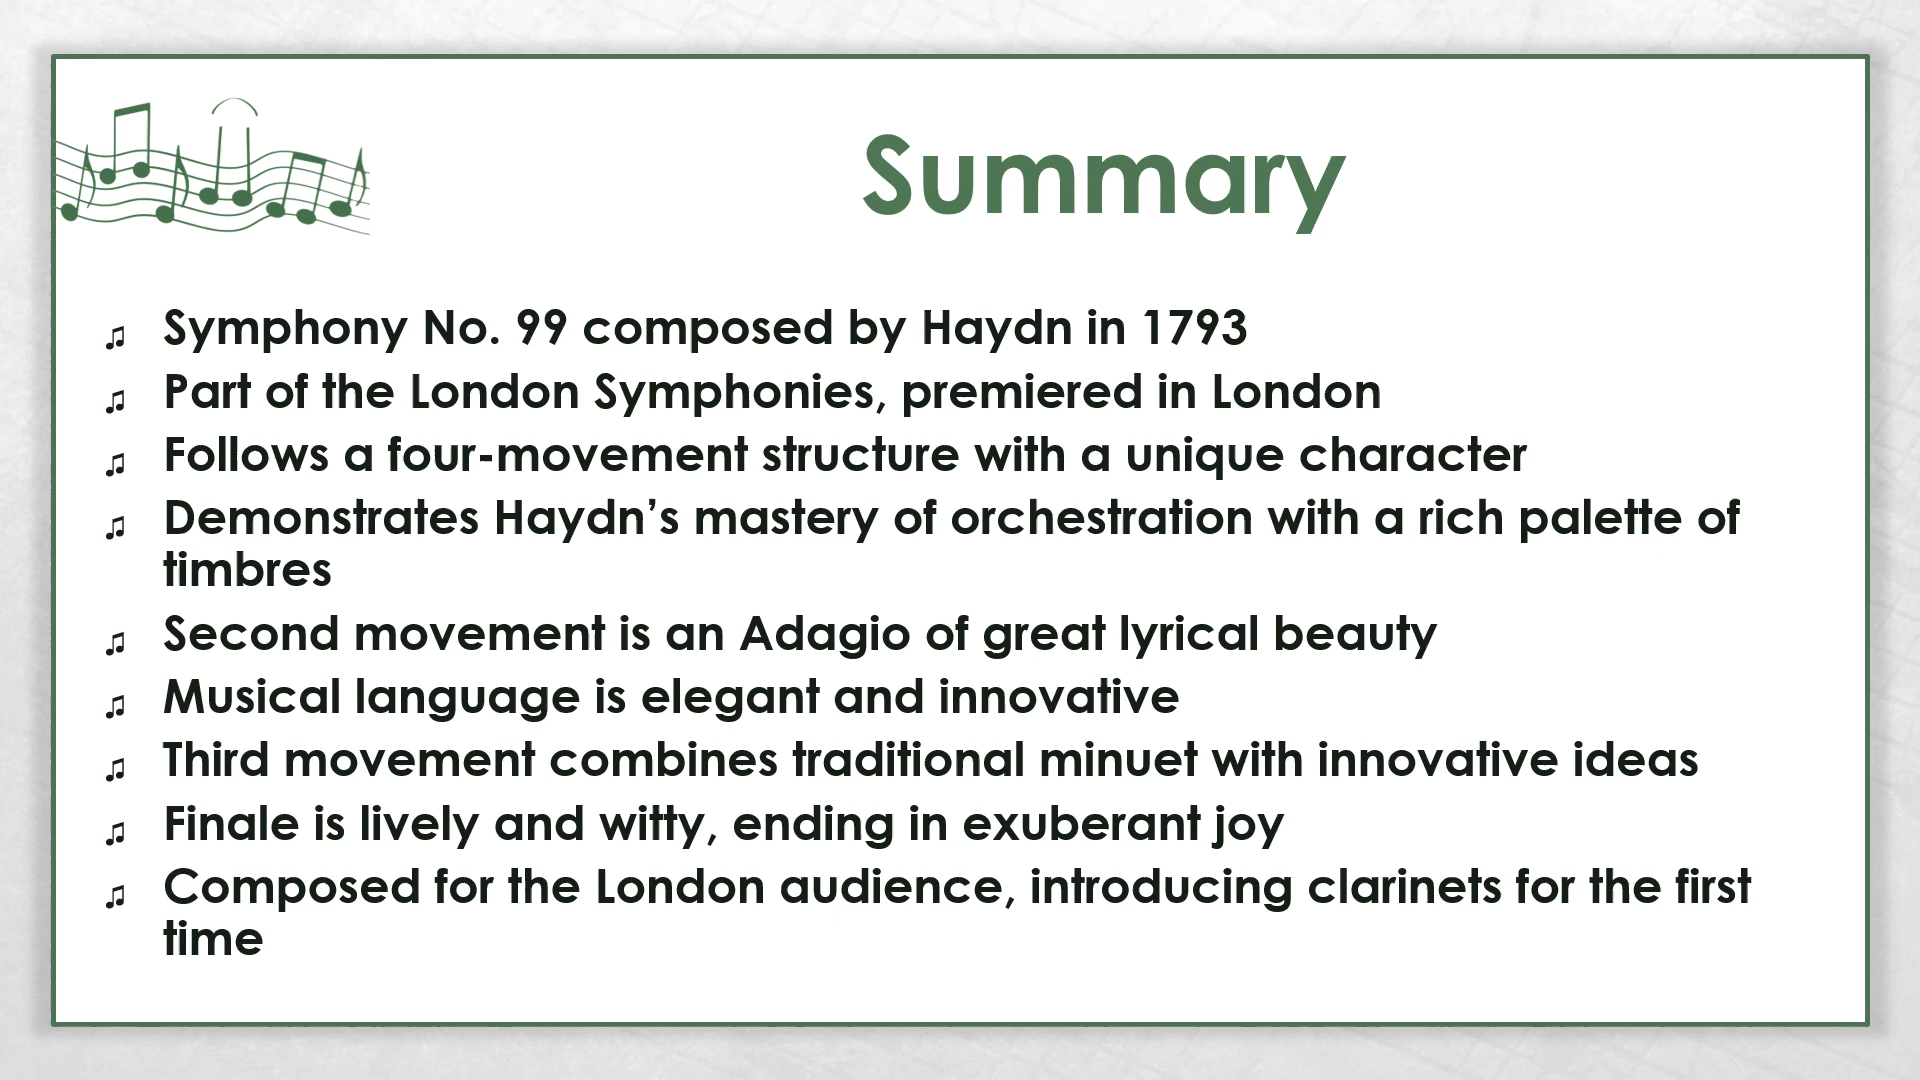 Summary
♫ Symphony No. 99 composed by Haydn in 1793
♫ Part of the London Symphonies, premiered in London
♫ Follows a four-movement structure with a unique character
♫ Demonstrates Haydn’s mastery of orchestration with a rich palette of
timbres
♫ Second movement is an Adagio of great lyrical beauty
♫ Musical language is elegant and innovative
♫ Third movement combines traditional minuet with innovative ideas
♫ Finale is lively and witty, ending in exuberant joy
♫ Composed for the London audience, introducing clarinets for the first
time